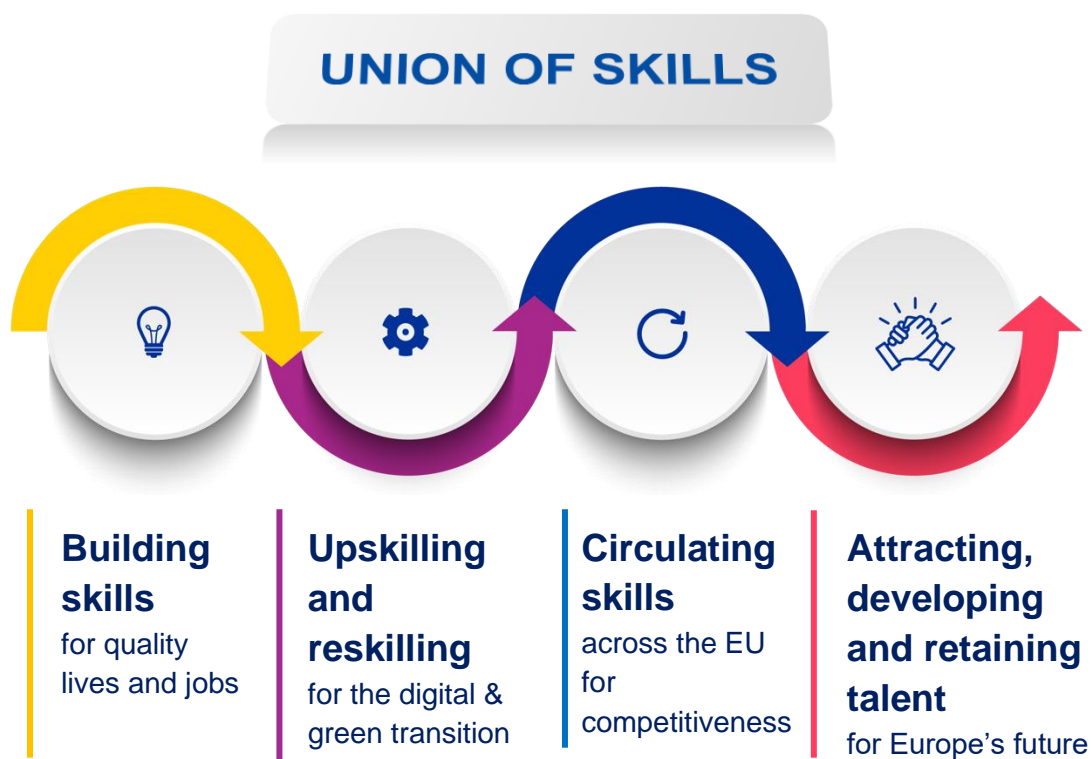 UNION OF SKILLS
Building
skills
for quality
lives and jobs
Upskilling
and
reskilling
for the digital &
green transition
Circulating
skills
across the EU
for
competitiveness
Attracting,
developing
and retaining
talent
for Europe’s future